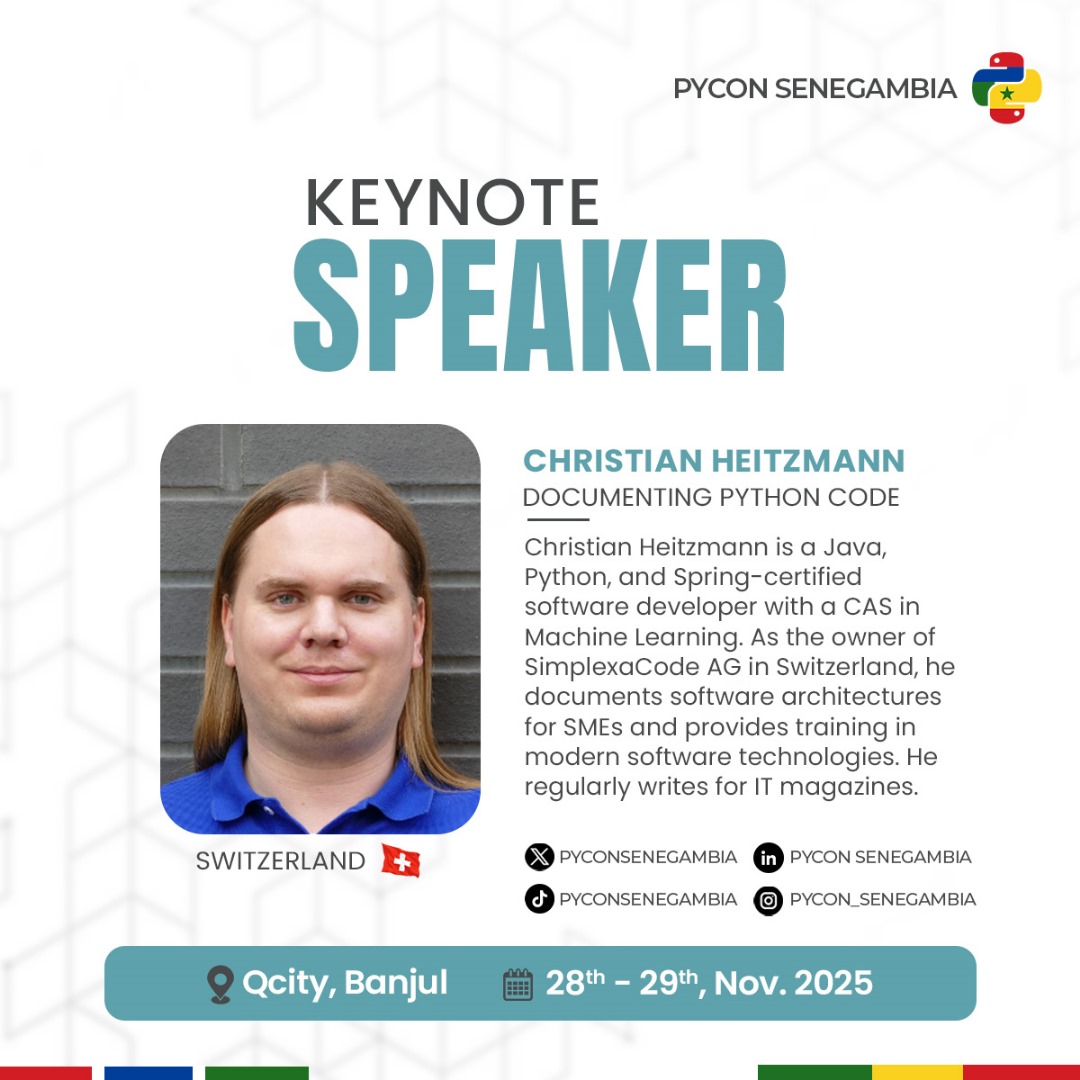 PYCON SENEGAMBIA
KEYNOTE
SPEAKER
CHRISTIAN HEITZMANN
DOCUMENTING PYTHON CODE
Christian Heitzmann is a Java,
Python, and Spring-certified
software developer with a CAS in
Machine Learning. As the owner of
SimplexaCode AG in Switzerland, he
documents software architectures
for SMEs and provides training in
modern software technologies. He
regularly writes for IT magazines.
SWITZERLAND
PYCONSENEGAMBIA
PYCON SENEGAMBIA
PYCONSENEGAMBIA
PYCON_SENEGAMBIA
Qcity, Banjul
28th - 29th, Nov. 2025